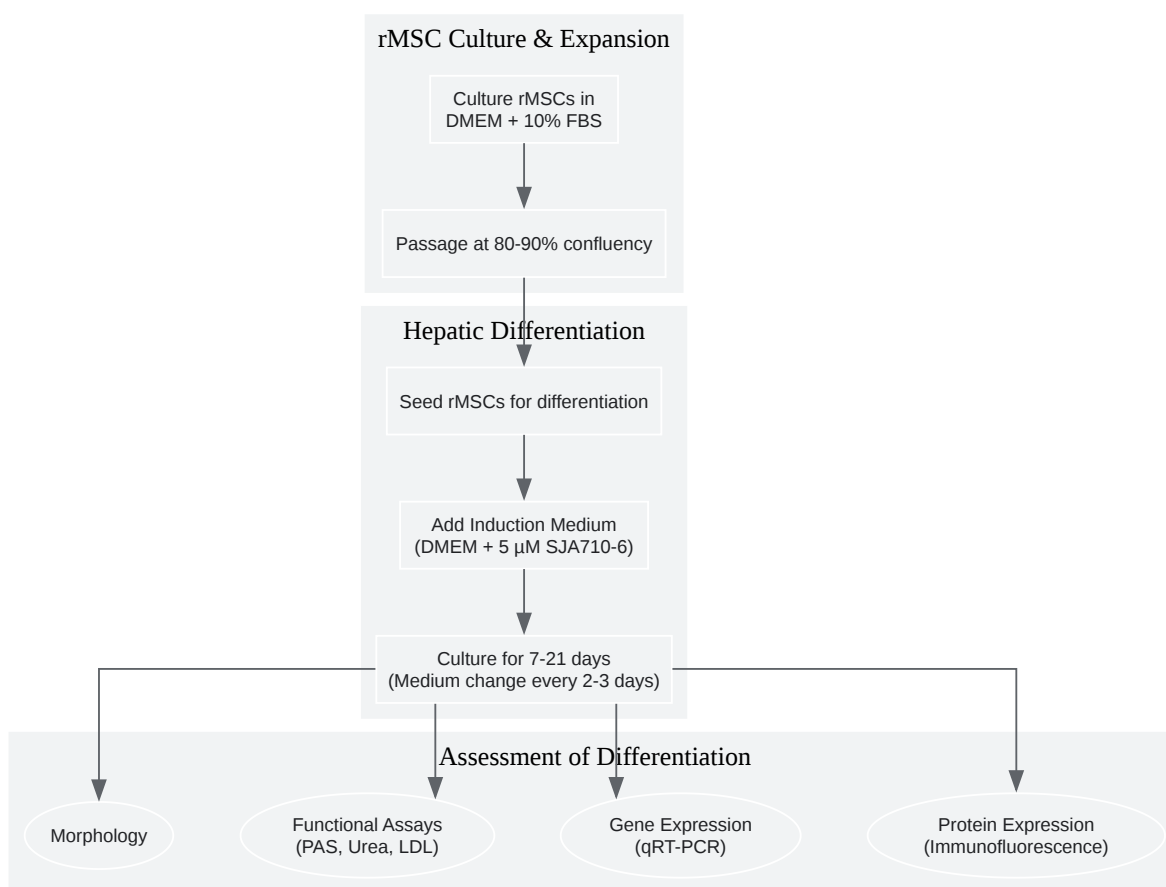 rMSC Culture & Expansion
Culture rMSCs in
DMEM + 10% FBS
Passage at 80-90% confluency
Hepatic Differentiation
Seed rMSCs for differentiation
Add Induction Medium
(DMEM + 5 µM SJA710-6)
Culture for 7-21 days
(Medium change every 2-3 days)
Assessment of Differentiation
Morphology
Functional Assays
(PAS, Urea, LDL)
Gene Expression
(qRT-PCR)
Protein Expression
(Immunofluorescence)